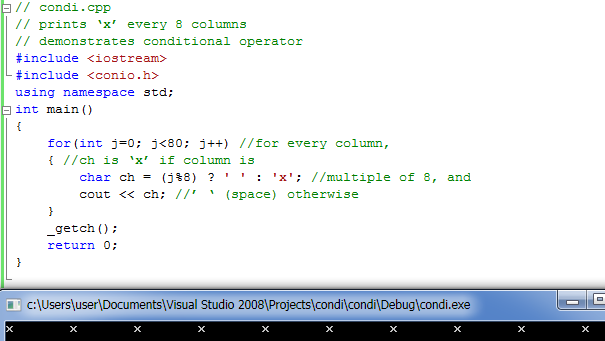 // condi.cpp
// prints ‘x’ every 8 columns
// demonstrates conditional operator
#include <iostream>
#include <conio.h>
using namespace std;
int main()
{
for(int j=0; j<80; j++) //for every column,
{ //ch is ‘x’ if column is
char ch = (j%8) ? ' ' : 'x'; //multiple of 8, and
cout << ch; //’ ‘ (space) otherwise
}
_getch();
return 0;
}
c:\Users\user\Documents\Visual Studio 2008\Projects\condi\condi\Debug\condi.exe
x x x x x x x x x x